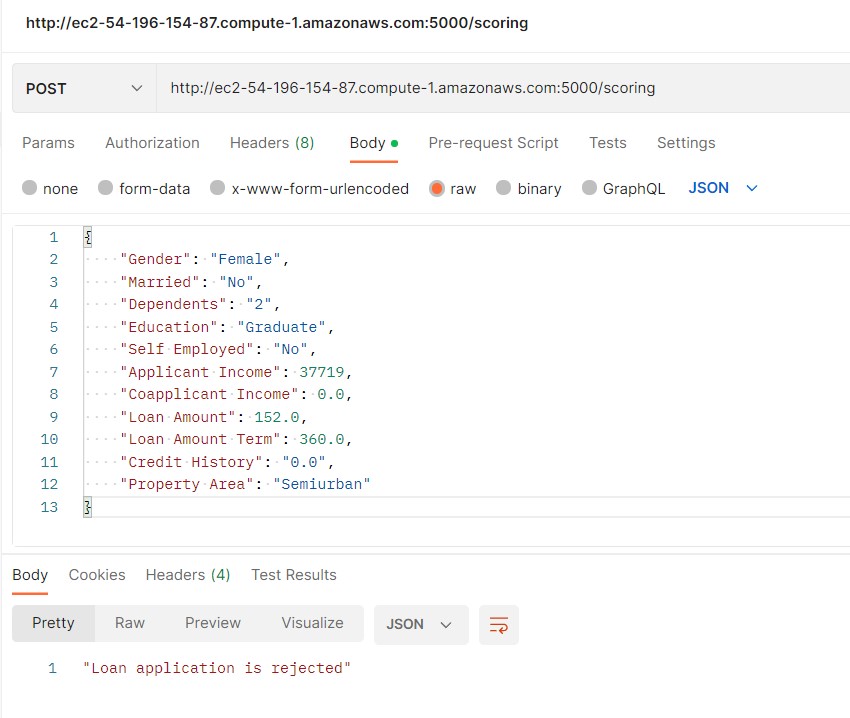 http://ec2-54-196-154-87.compute-1.amazonaws.com:5000/scoring
POST http://ec2-54-196-154-87.compute-1.amazonaws.com:5000/scoring
Params Authorization Headers (8) Body Pre-request Script Tests Settings
none form-data x-www-form-urlencoded raw binary GraphQL JSON
1 {
2 "Gender": "Female",
3 "Married": "No",
4 "Dependents": "2",
5 "Education": "Graduate",
6 "Self Employed": "No",
7 "Applicant Income": 37719,
8 "Coapplicant Income": 0.0,
9 "Loan Amount": 152.0,
10 "Loan Amount Term": 360.0,
11 "Credit History": "0.0",
12 "Property Area": "Semiurban"
13 }
Body Cookies Headers (4) Test Results
Pretty Raw Preview Visualize JSON
1 "Loan application is rejected"